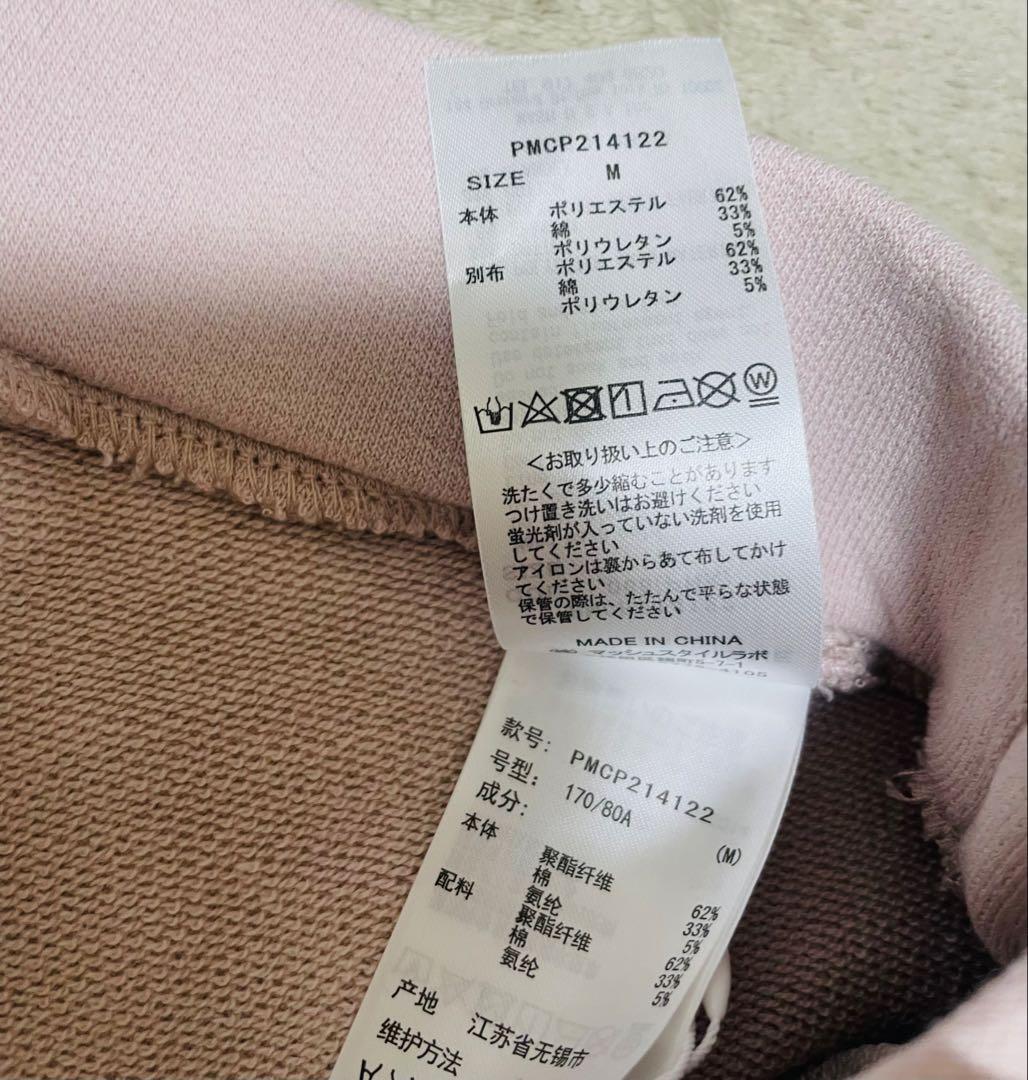 PMCP214122
SIZE M
本体 ポリエステル 62%
綿 33%
ポリウレタン 5%
別布 ポリエステル 62%
綿 33%
ポリウレタン 5%
W
<お取り扱い上のご注意>
洗たくで多少縮むことがあります
つけ置き洗いはお避けください
蛍光剤が入っていない洗剤を使用
してください
アイロンは裏からあて布してかけ
てください
保管の際は、たたんで平らな状態
で保管してください
MADE IN CHINA
マッシュスタイルラボ
5-7-1
4105
款号: PMCP214122
号型: 170/80A (M)
成分:
本体 聚酯纤维 62%
棉 33%
氨纶 5%
配料 聚酯纤维 62%
棉 33%
氨纶 5%
产地 江苏省无锡市
维护方法